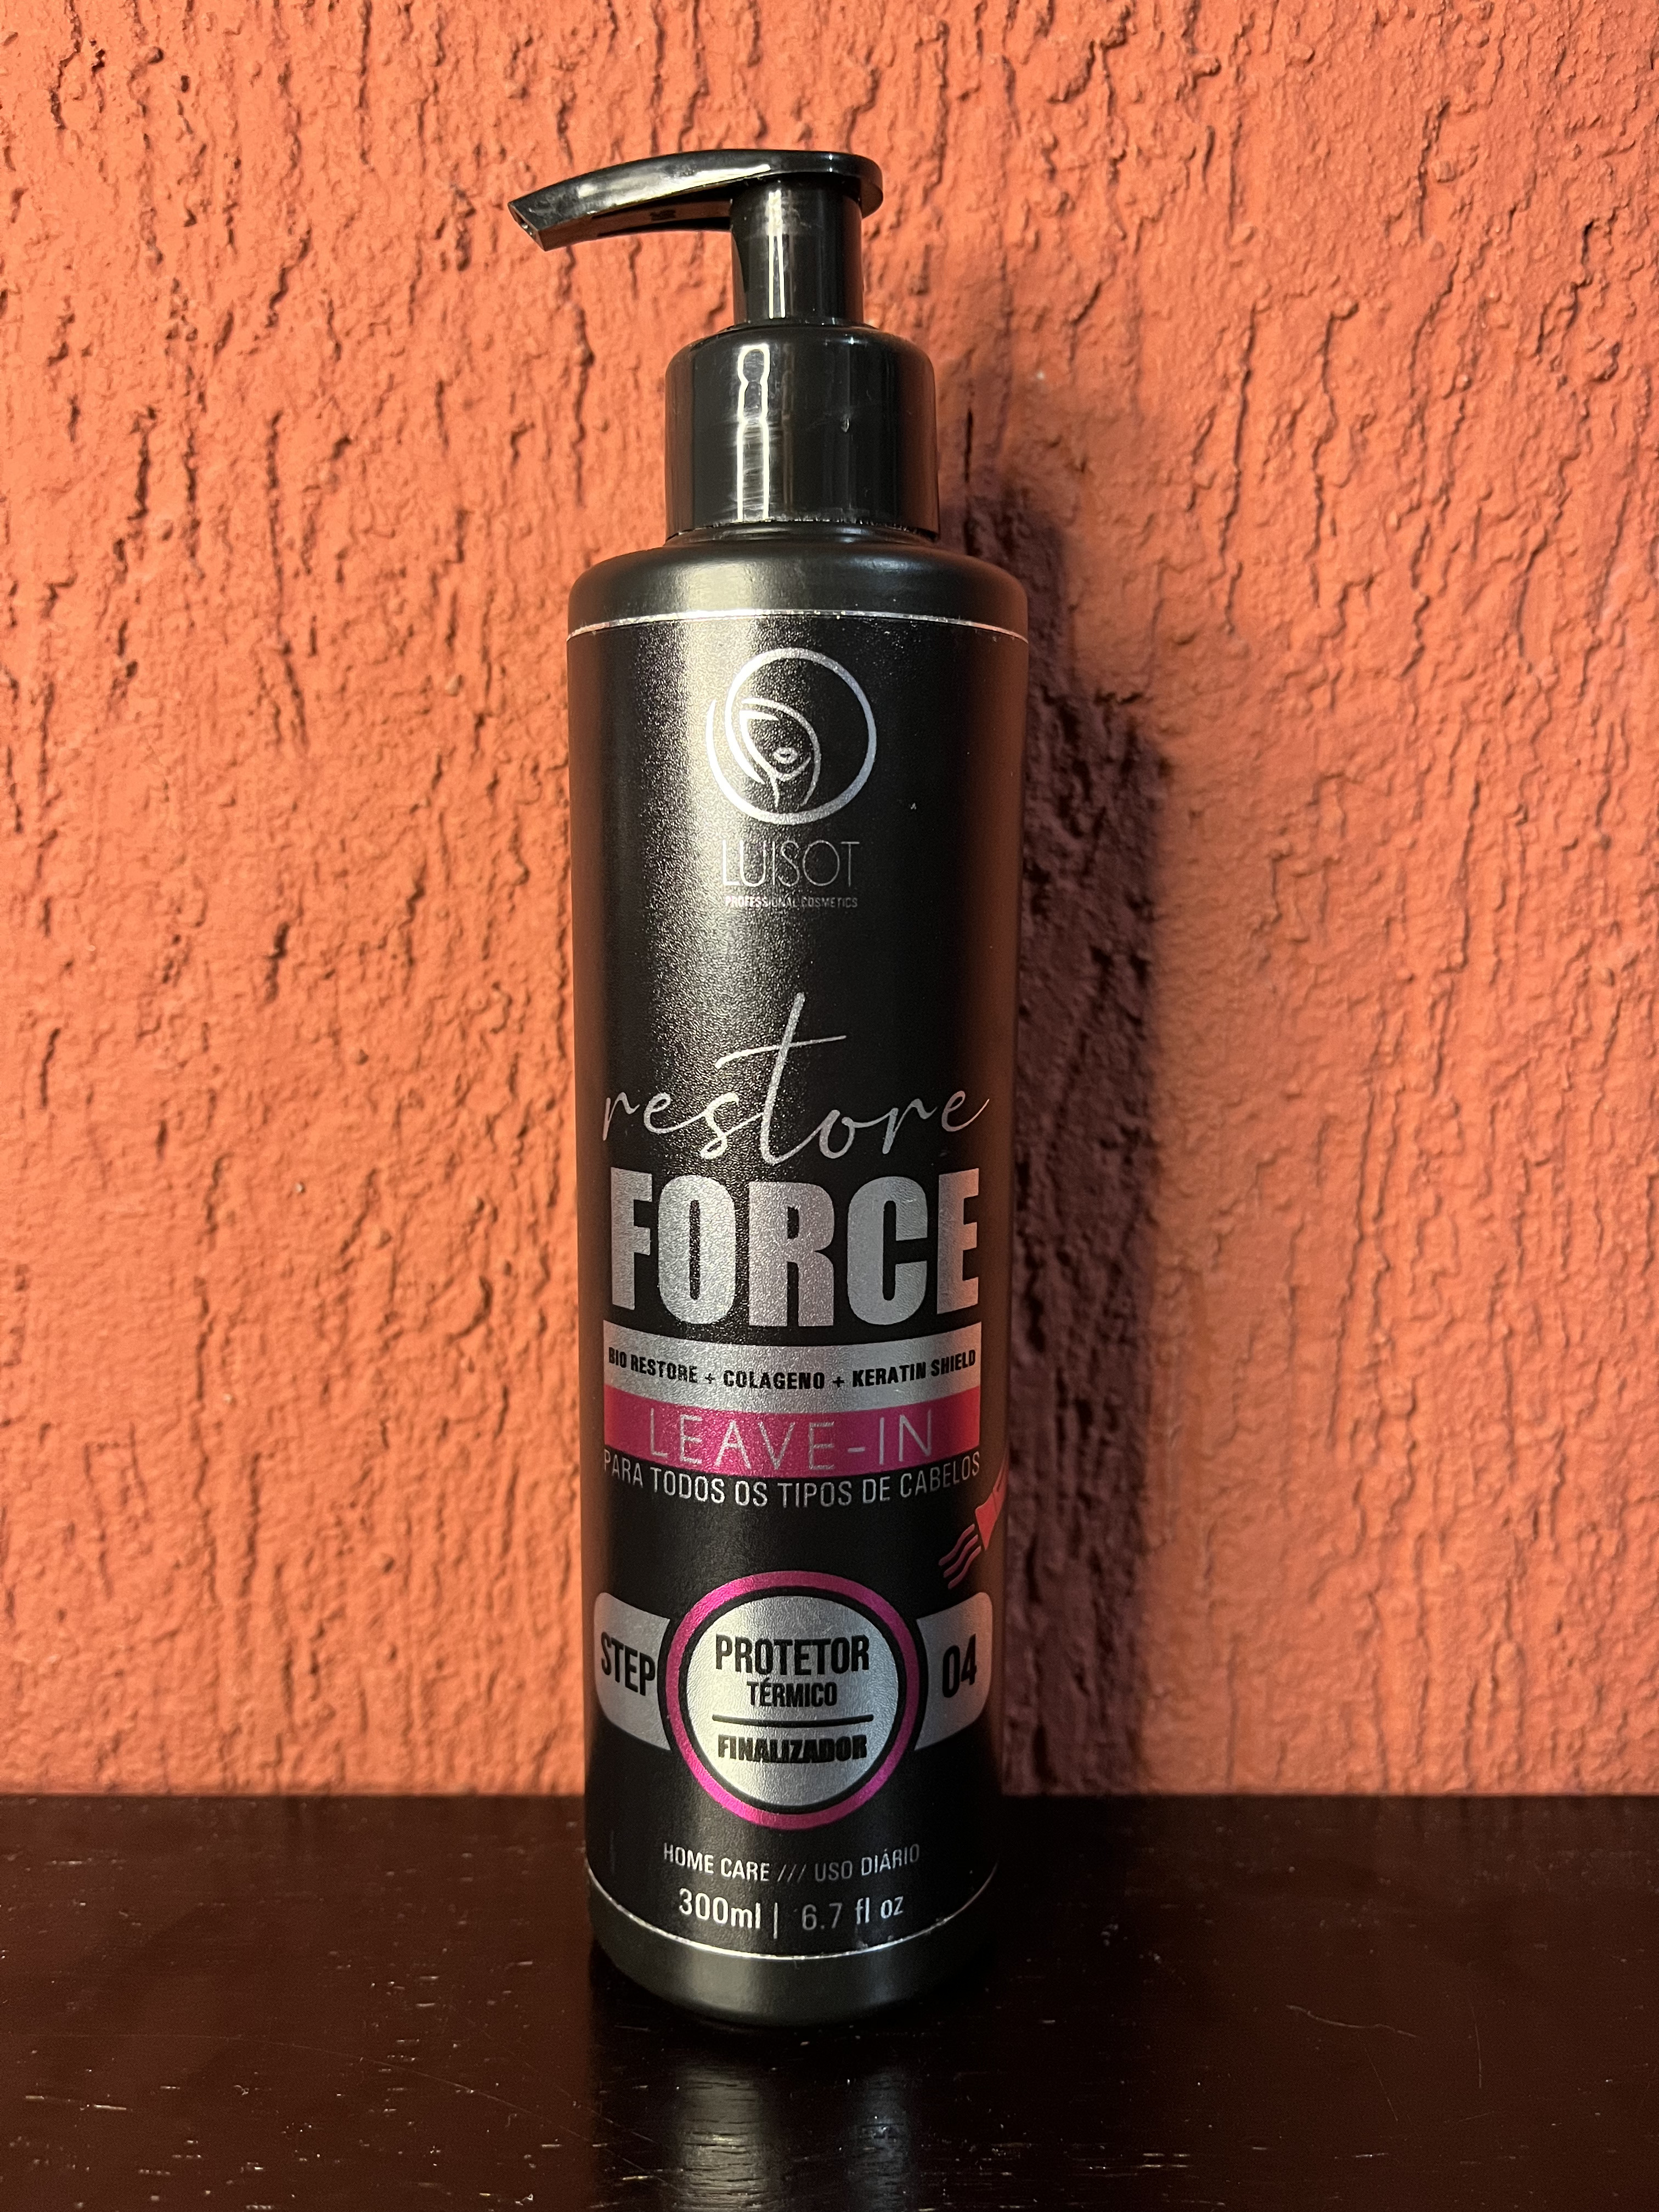 LUISOT
PROFESSIONAL COSMETICS
restore
FORCE
BIO RESTORE + COLAGENO + KERATIN SHIELD
LEAVE-IN
PARA TODOS OS TIPOS DE CABELOS
STEP 04
PROTETOR
TÉRMICO
FINALIZADOR
HOME CARE /// USO DIÁRIO
300ml | 6.7 fl oz